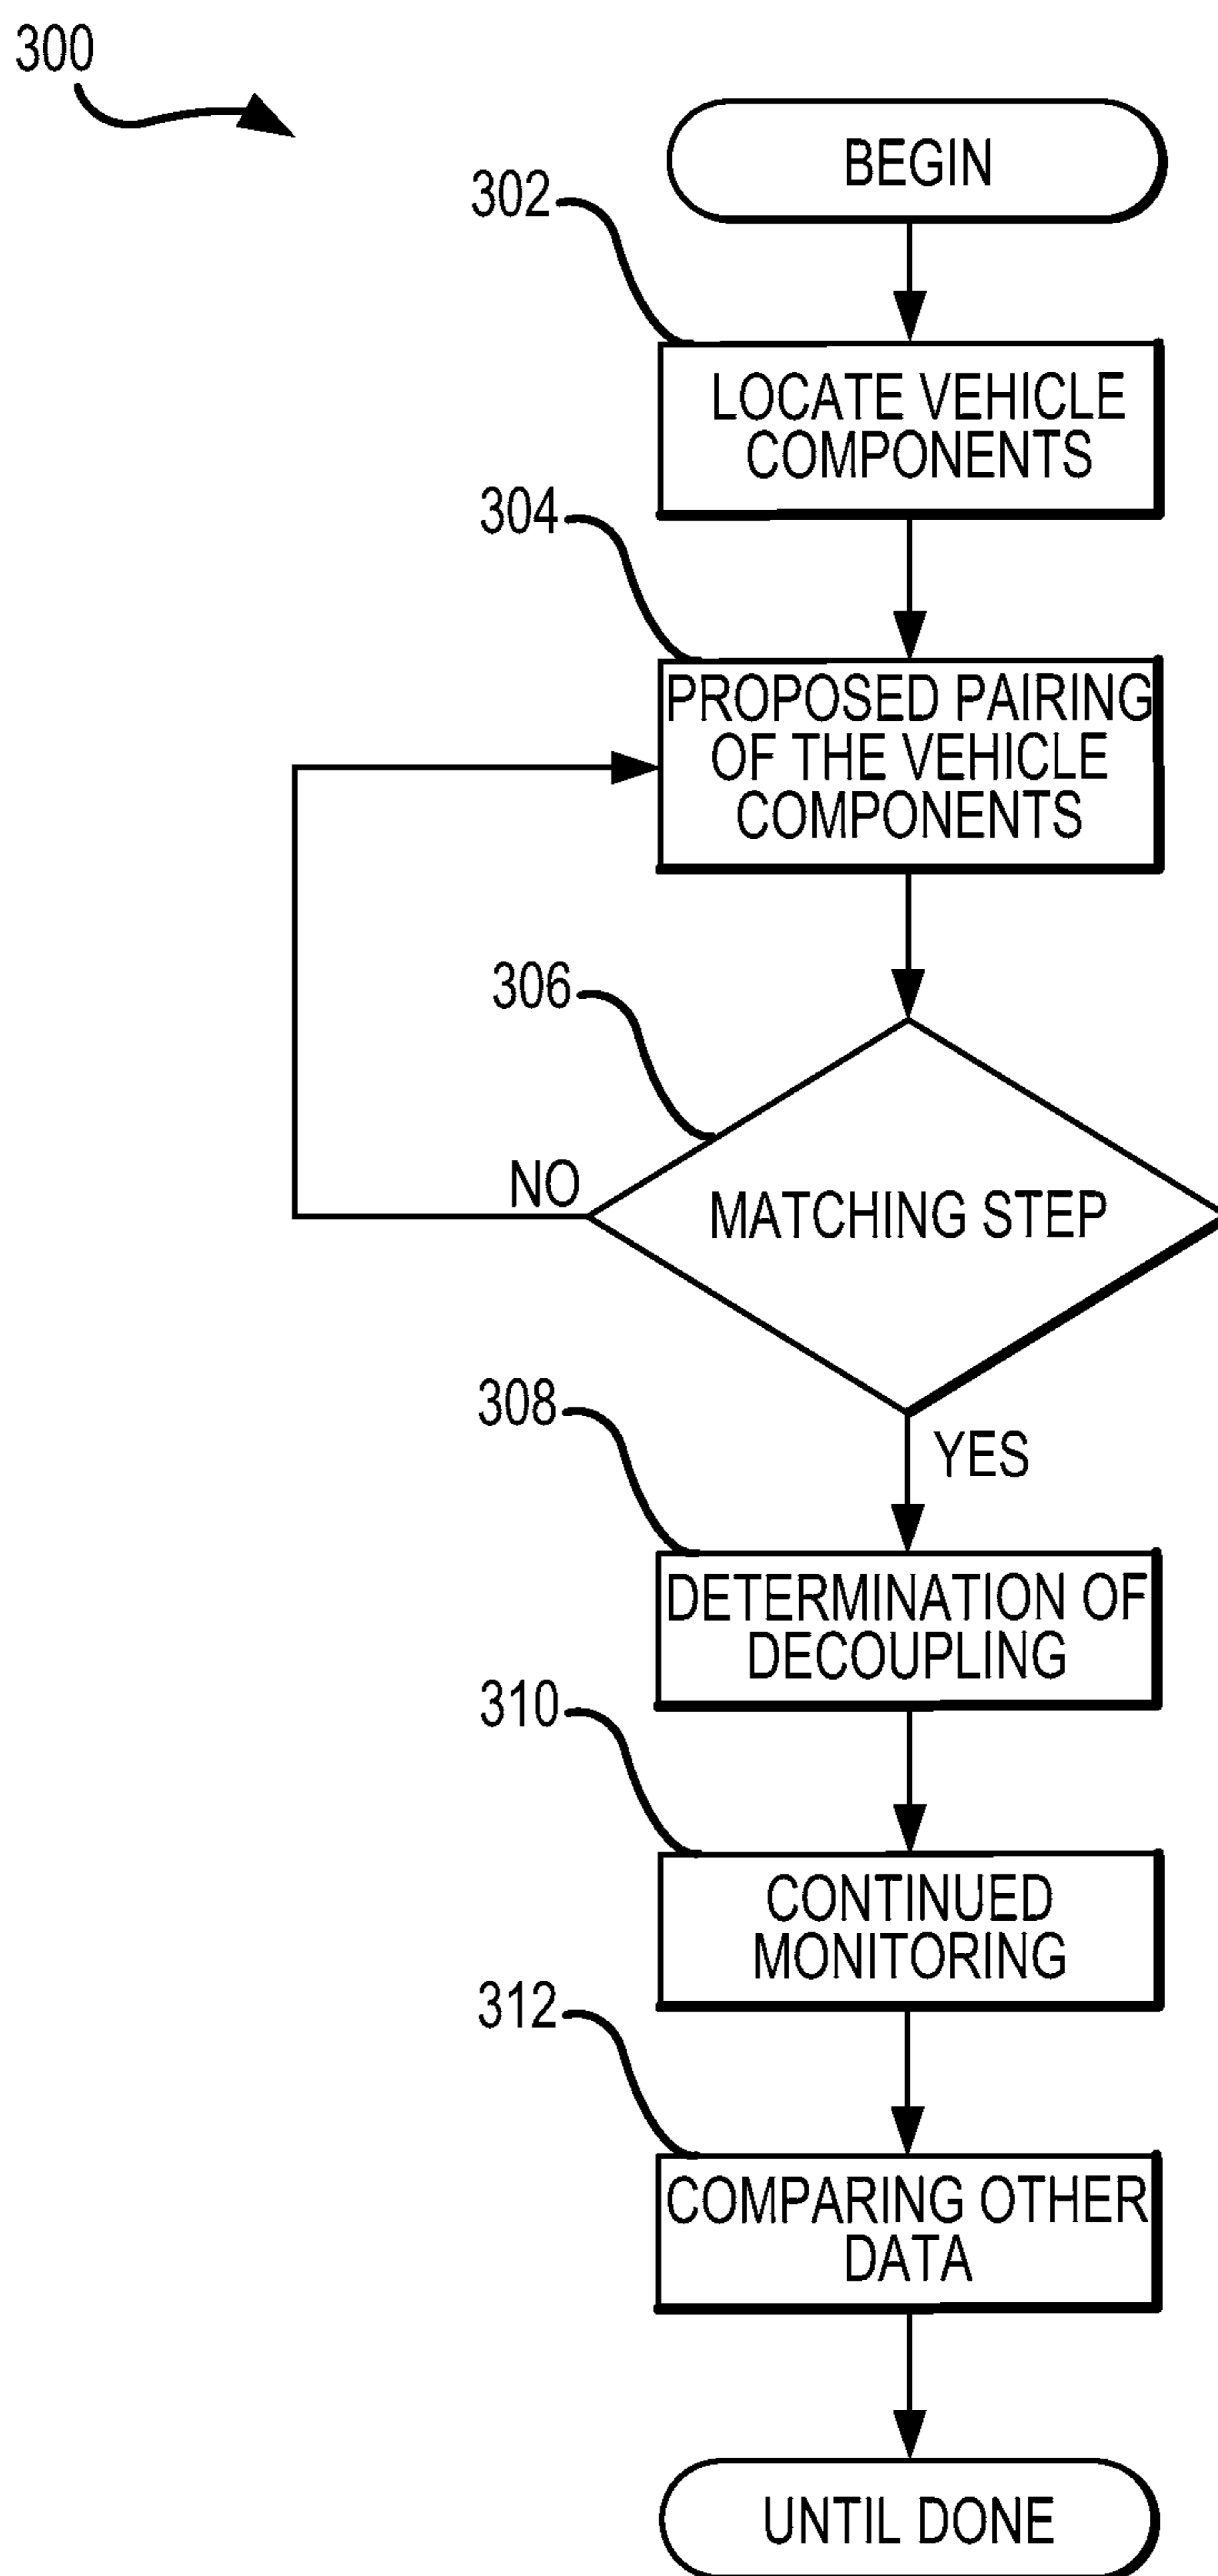 300
BEGIN
302
LOCATE VEHICLE
COMPONENTS
304
PROPOSED PAIRING
OF THE VEHICLE
COMPONENTS
306
NO
MATCHING STEP
308
YES
DETERMINATION OF
DECOUPLING
310
CONTINUED
MONITORING
312
COMPARING OTHER
DATA
UNTIL DONE